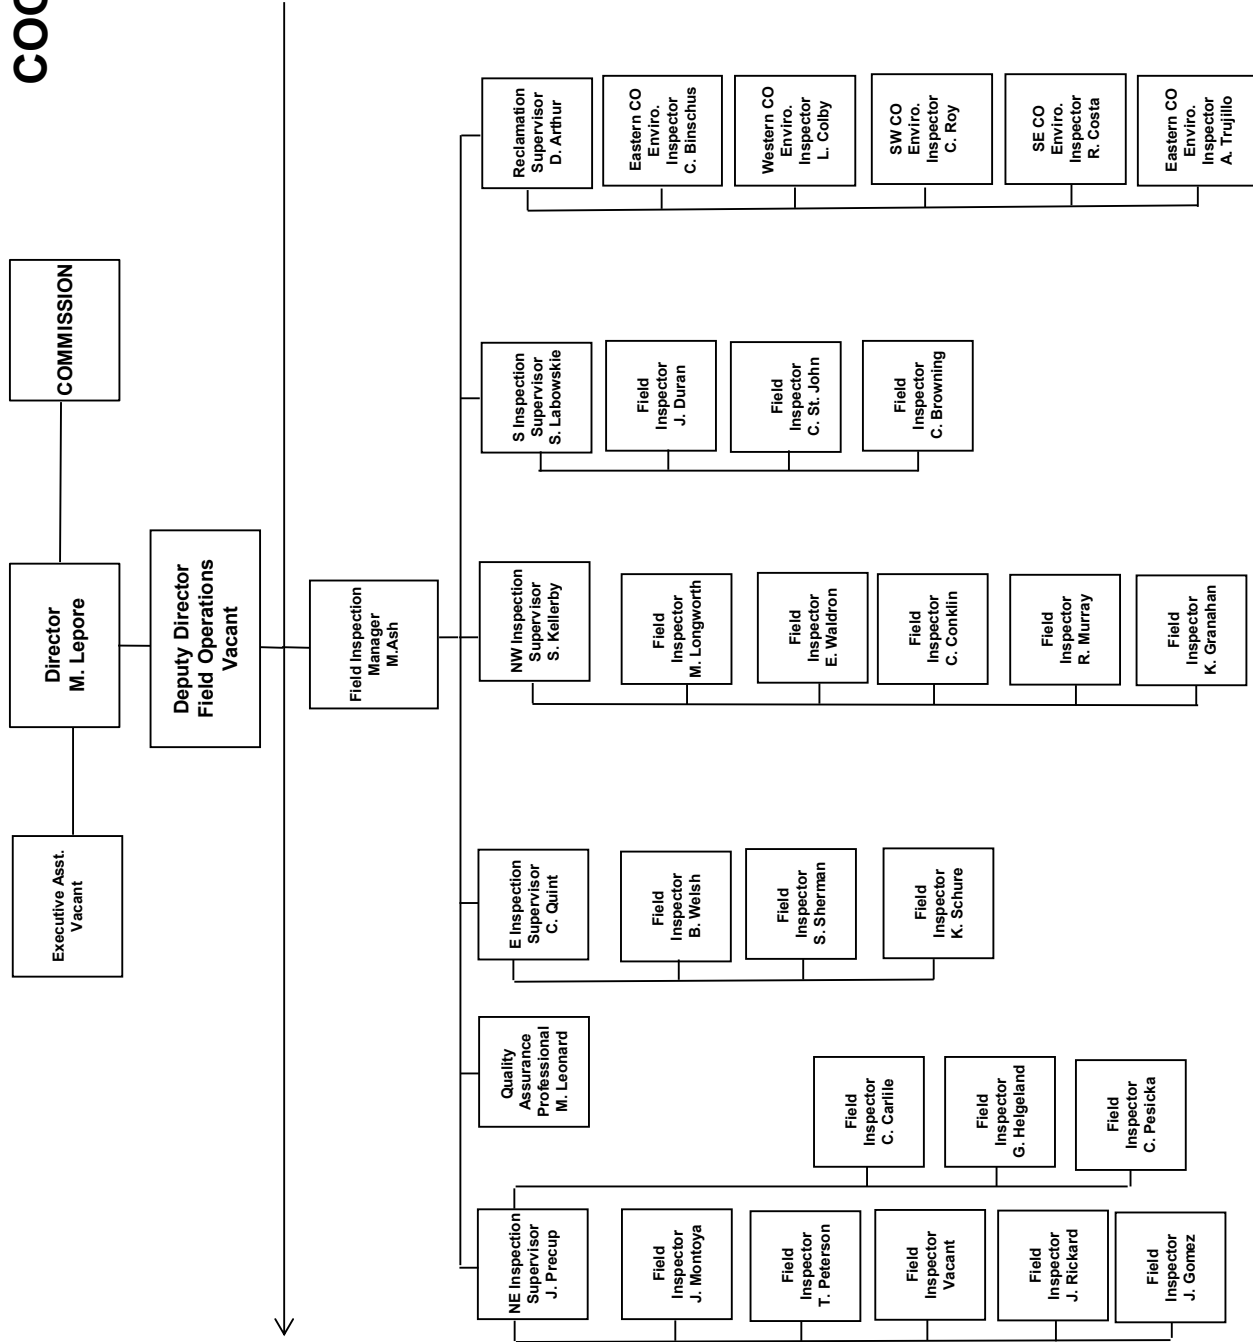 COG
COMMISSION
Director
M. Lepore
Executive Asst.
Vacant
Deputy Director
Field Operations
Vacant
Field Inspection
Manager
M.Ash
NE Inspection
Supervisor
J. Precup
Field
Inspector
J. Montoya
Field
Inspector
T. Peterson
Field
Inspector
Vacant
Field
Inspector
J. Rickard
Field
Inspector
J. Gomez
Field
Inspector
C. Carlile
Field
Inspector
G. Helgeland
Field
Inspector
C. Pesicka
Quality
Assurance
Professional
M. Leonard
E Inspection
Supervisor
C. Quint
Field
Inspector
B. Welsh
Field
Inspector
S. Sherman
Field
Inspector
K. Schure
NW Inspection
Supervisor
S. Kellerby
Field
Inspector
M. Longworth
Field
Inspector
E. Waldron
Field
Inspector
C. Conklin
Field
Inspector
R. Murray
Field
Inspector
K. Granahan
S Inspection
Supervisor
S. Labowskie
Field
Inspector
J. Duran
Field
Inspector
C. St. John
Field
Inspector
C. Browning
Reclamation
Supervisor
D. Arthur
Eastern CO
Enviro.
Inspector
C. Binschus
Western CO
Enviro.
Inspector
L. Colby
SW CO
Enviro.
Inspector
C. Roy
SE CO
Enviro.
Inspector
R. Costa
Eastern CO
Enviro.
Inspector
A. Trujillo